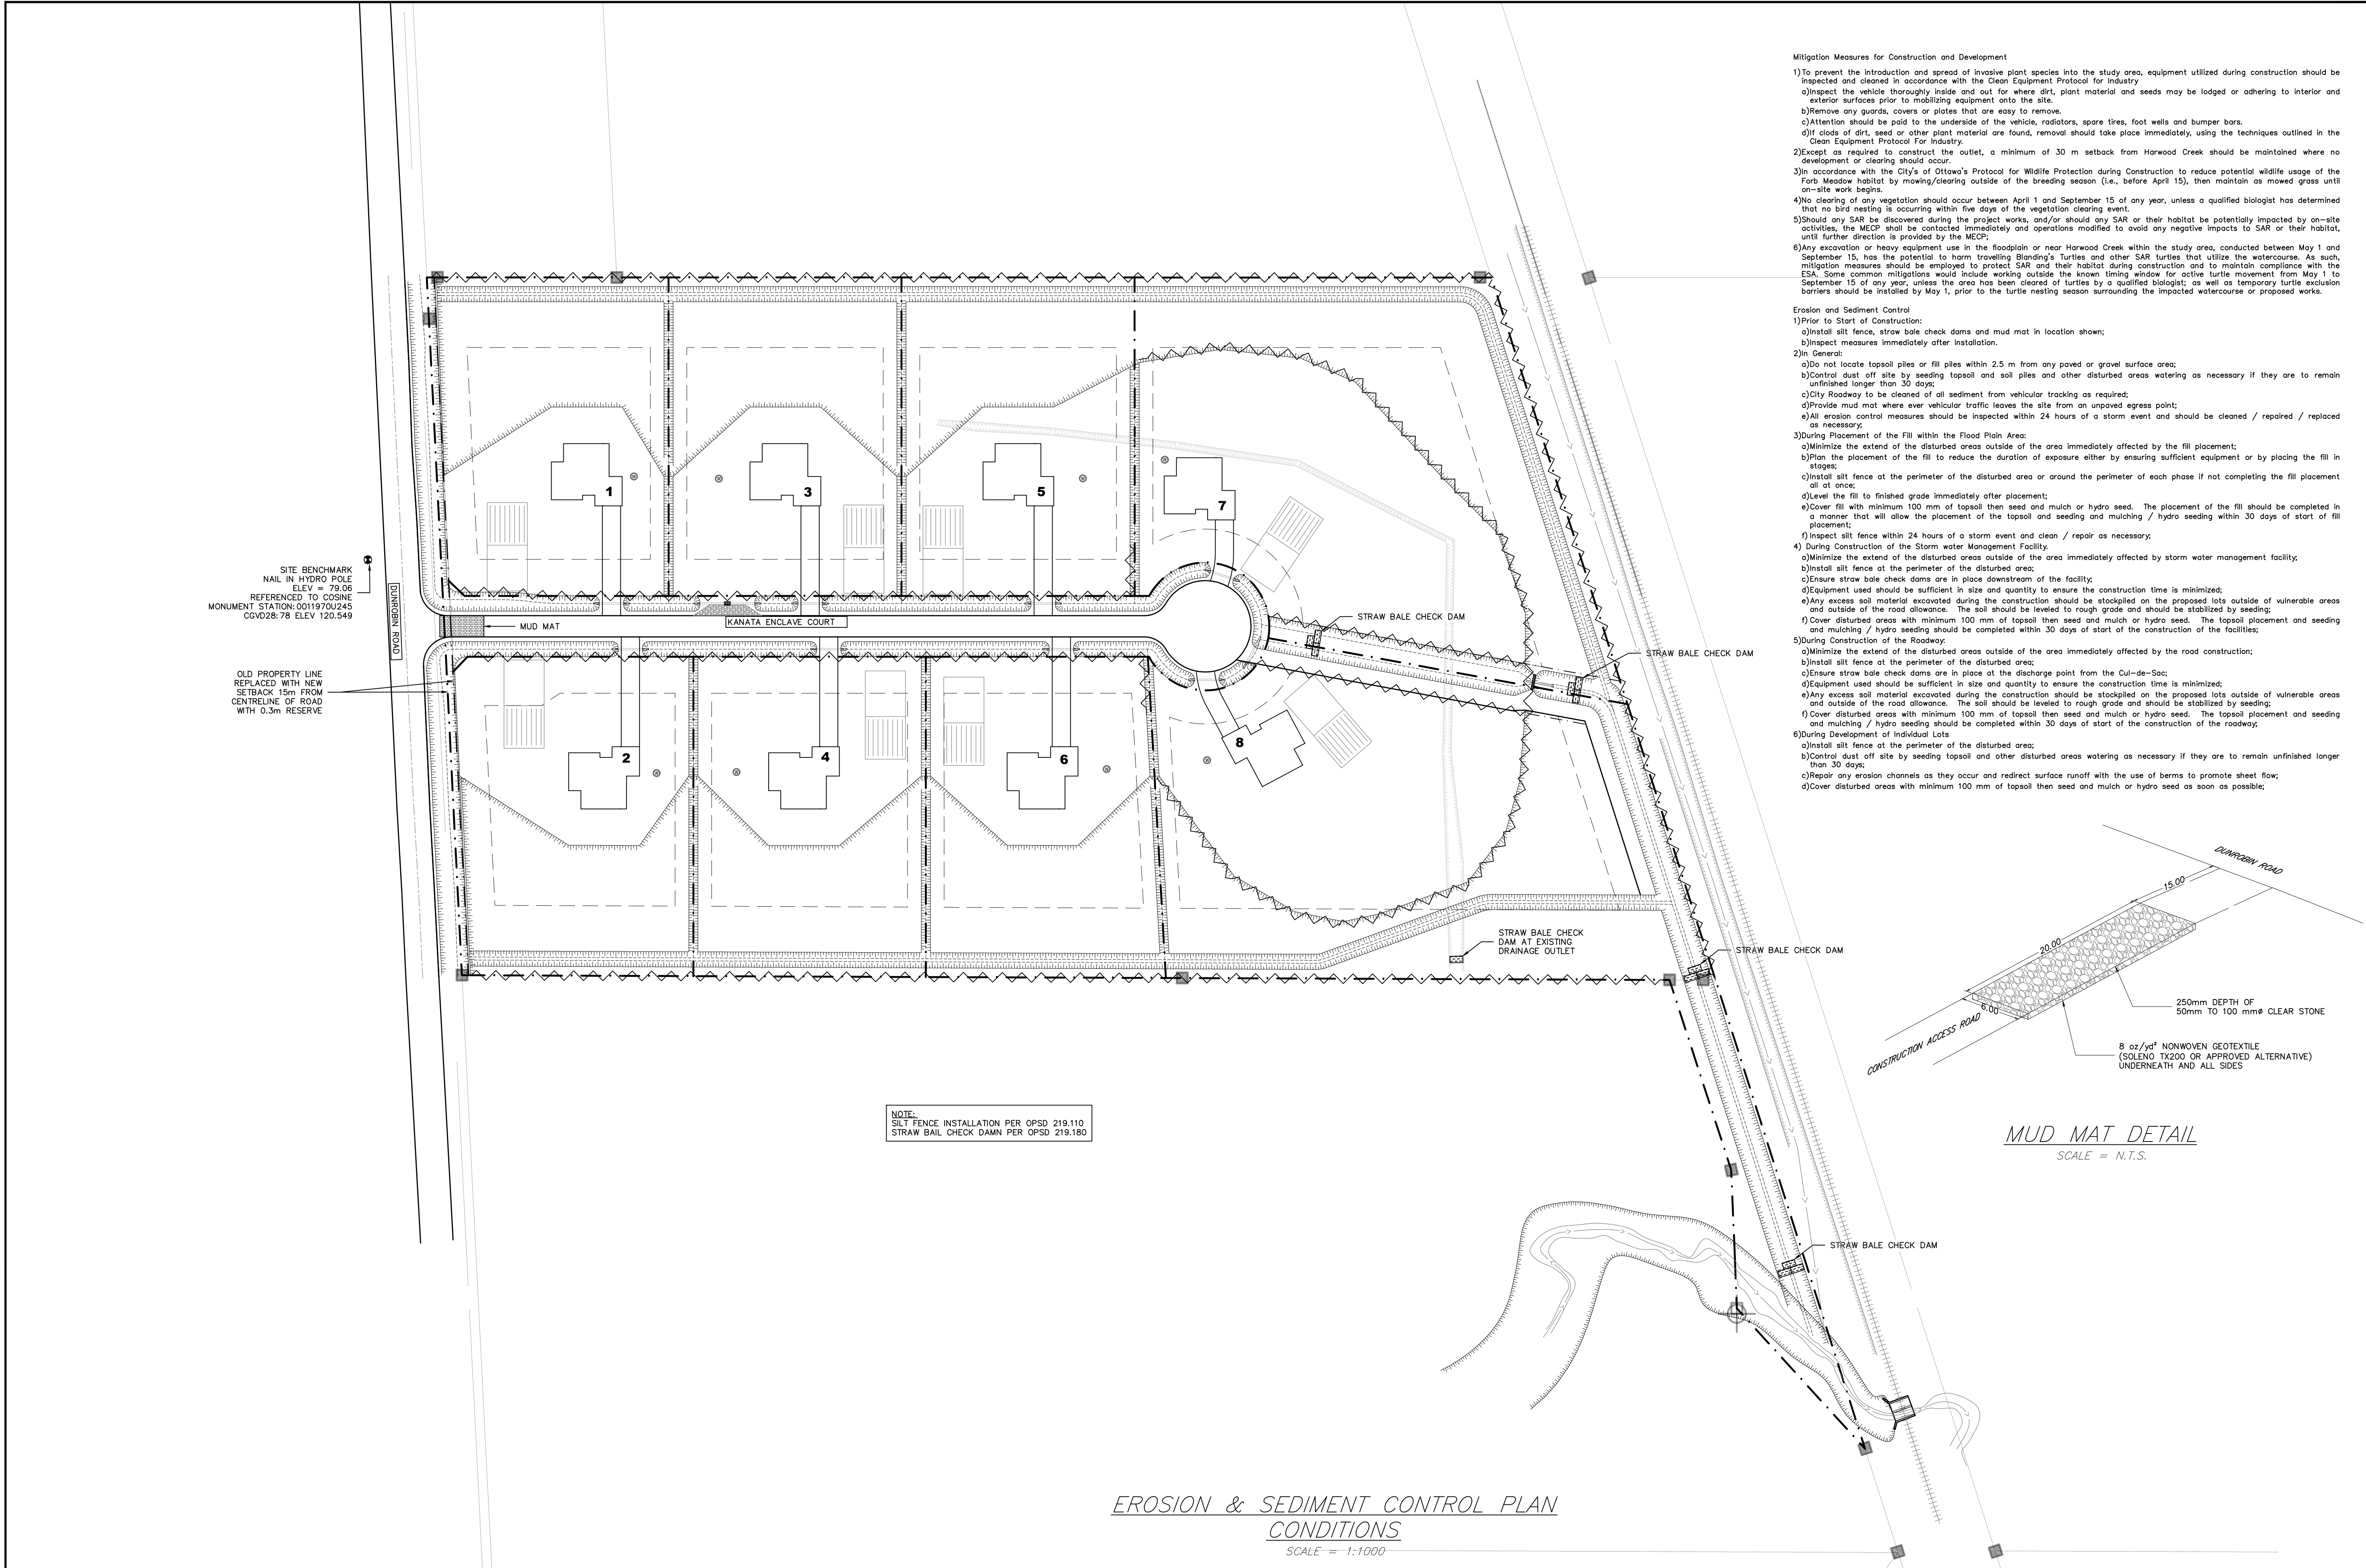 Mitigation Measures for Construction and Development
1)To prevent the introduction and spread of invasive plant species into the study area, equipment utilized during construction should be
inspected and cleaned in accordance with the Clean Equipment Protocol for Industry
a)Inspect the vehicle thoroughly inside and out for where dirt, plant material and seeds may be lodged or adhering to interior and
exterior surfaces prior to mobilizing equipment onto the site.
b)Remove any guards, covers or plates that are easy to remove.
c)Attention should be paid to the underside of the vehicle, radiators, spare tires, foot wells and bumper bars.
d)If clods of dirt, seed or other plant material are found, removal should take place immediately, using the techniques outlined in the
Clean Equipment Protocol For Industry.
2)Except as required to construct the outlet, a minimum of 30 m setback from Harwood Creek should be maintained where no
development or clearing should occur.
3)In accordance with the City's of Ottawa's Protocol for Wildlife Protection during Construction to reduce potential wildlife usage of the
Forb Meadow habitat by mowing/clearing outside of the breeding season (i.e., before April 15), then maintain as mowed grass until
on-site work begins.
4)No clearing of any vegetation should occur between April 1 and September 15 of any year, unless a qualified biologist has determined
that no bird nesting is occurring within five days of the vegetation clearing event.
5)Should any SAR be discovered during the project works, and/or should any SAR or their habitat be potentially impacted by on-site
activities, the MECP shall be contacted immediately and operations modified to avoid any negative impacts to SAR or their habitat,
until further direction is provided by the MECP;
6)Any excavation or heavy equipment use in the floodplain or near Harwood Creek within the study area, conducted between May 1 and
September 15, has the potential to harm travelling Blanding's Turtles and other SAR turtles that utilize the watercourse. As such,
mitigation measures should be employed to protect SAR and their habitat during construction and to maintain compliance with the
ESA. Some common mitigations would include working outside the known timing window for active turtle movement from May 1 to
September 15 of any year, unless the area has been cleared of turtles by a qualified biologist; as well as temporary turtle exclusion
barriers should be installed by May 1, prior to the turtle nesting season surrounding the impacted watercourse or proposed works.
Erosion and Sediment Control
1)Prior to Start of Construction:
a)Install silt fence, straw bale check dams and mud mat in location shown;
b)Inspect measures immediately after installation.
2)In General:
a)Do not locate topsoil piles or fill piles within 2.5 m from any paved or gravel surface area;
b)Control dust off site by seeding topsoil and soil piles and other disturbed areas watering as necessary if they are to remain
unfinished longer than 30 days;
c)City Roadway to be cleaned of all sediment from vehicular tracking as required;
d)Provide mud mat where ever vehicular traffic leaves the site from an unpaved egress point;
e)All erosion control measures should be inspected within 24 hours of a storm event and should be cleaned / repaired / replaced
as necessary;
3)During Placement of the Fill within the Flood Plain Area:
a)Minimize the extend of the disturbed areas outside of the area immediately affected by the fill placement;
b)Plan the placement of the fill to reduce the duration of exposure either by ensuring sufficient equipment or by placing the fill in
stages;
c)Install silt fence at the perimeter of the disturbed area or around the perimeter of each phase if not completing the fill placement
all at once;
d)Level the fill to finished grade immediately after placement;
e)Cover fill with minimum 100 mm of topsoil then seed and mulch or hydro seed. The placement of the fill should be completed in
a manner that will allow the placement of the topsoil and seeding and mulching / hydro seeding within 30 days of start of fill
placement;
f) Inspect silt fence within 24 hours of a storm event and clean / repair as necessary;
4) During Construction of the Storm water Management Facility.
a)Minimize the extend of the disturbed areas outside of the area immediately affected by storm water management facility;
b)Install silt fence at the perimeter of the disturbed area;
c)Ensure straw bale check dams are in place downstream of the facility;
d)Equipment used should be sufficient in size and quantity to ensure the construction time is minimized;
e)Any excess soil material excavated during the construction should be stockpiled on the proposed lots outside of vulnerable areas
and outside of the road allowance. The soil should be leveled to rough grade and should be stabilized by seeding;
f) Cover disturbed areas with minimum 100 mm of topsoil then seed and mulch or hydro seed. The topsoil placement and seeding
and mulching / hydro seeding should be completed within 30 days of start of the construction of the facilities;
5)During Construction of the Roadway:
a)Minimize the extend of the disturbed areas outside of the area immediately affected by the road construction;
b)Install silt fence at the perimeter of the disturbed area;
c)Ensure straw bale check dams are in place at the discharge point from the Cul-de-Sac;
d)Equipment used should be sufficient in size and quantity to ensure the construction time is minimized;
e)Any excess soil material excavated during the construction should be stockpiled on the proposed lots outside of vulnerable areas
and outside of the road allowance. The soil should be leveled to rough grade and should be stabilized by seeding;
f) Cover disturbed areas with minimum 100 mm of topsoil then seed and mulch or hydro seed. The topsoil placement and seeding
and mulching / hydro seeding should be completed within 30 days of start of the construction of the roadway;
6)During Development of Individual Lots
a)Install silt fence at the perimeter of the disturbed area;
b)Control dust off site by seeding topsoil and other disturbed areas watering as necessary if they are to remain unfinished longer
than 30 days;
c)Repair any erosion channels as they occur and redirect surface runoff with the use of berms to promote sheet flow;
d)Cover disturbed areas with minimum 100 mm of topsoil then seed and mulch or hydro seed as soon as possible;
1
3
5
7
SITE BENCHMARK
NAIL IN HYDRO POLE
ELEV = 79.06
REFERENCED TO COSINE
MONUMENT STATION: 0011970U245
CGVD28: 78 ELEV 120.549
DUNROBIN ROAD
MUD MAT
KANATA ENCLAVE COURT
STRAW BALE CHECK DAM
STRAW BALE CHECK DAM
OLD PROPERTY LINE
REPLACED WITH NEW
SETBACK 15m FROM
CENTRELINE OF ROAD
WITH 0.3m RESERVE
2
4
6
8
STRAW BALE CHECK
DAM AT EXISTING
DRAINAGE OUTLET
STRAW BALE CHECK DAM
DUNROBIN ROAD
15.00
20.00
6.00
CONSTRUCTION ACCESS ROAD
250mm DEPTH OF
50mm TO 100 mmø CLEAR STONE
8 oz/yd² NONWOVEN GEOTEXTILE
(SOLENO TX200 OR APPROVED ALTERNATIVE)
UNDERNEATH AND ALL SIDES
MUD MAT DETAIL
SCALE = N.T.S.
NOTE:
SILT FENCE INSTALLATION PER OPSD 219.110
STRAW BAIL CHECK DAMN PER OPSD 219.180
STRAW BALE CHECK DAM
EROSION & SEDIMENT CONTROL PLAN
CONDITIONS
SCALE = 1:1000